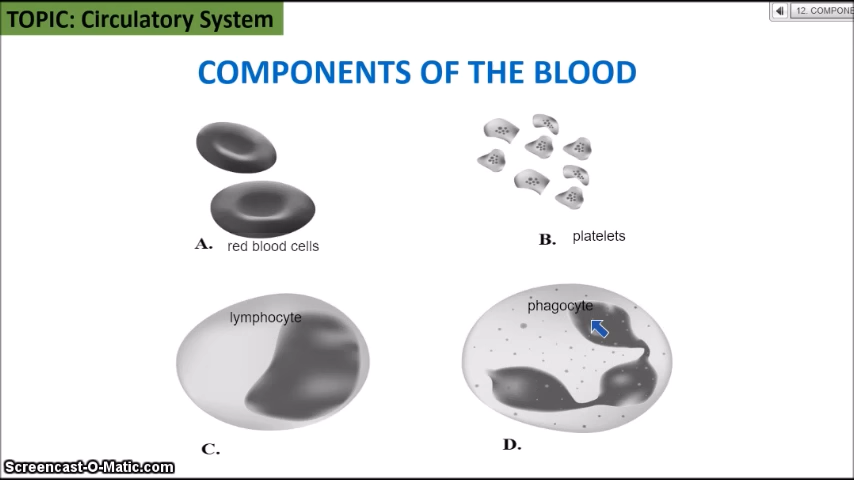 TOPIC: Circulatory System
12. COMPONE
COMPONENTS OF THE BLOOD
A. red blood cells
B. platelets
lymphocyte
phagocyte
C.
D.
Screencast-O-Matic.com